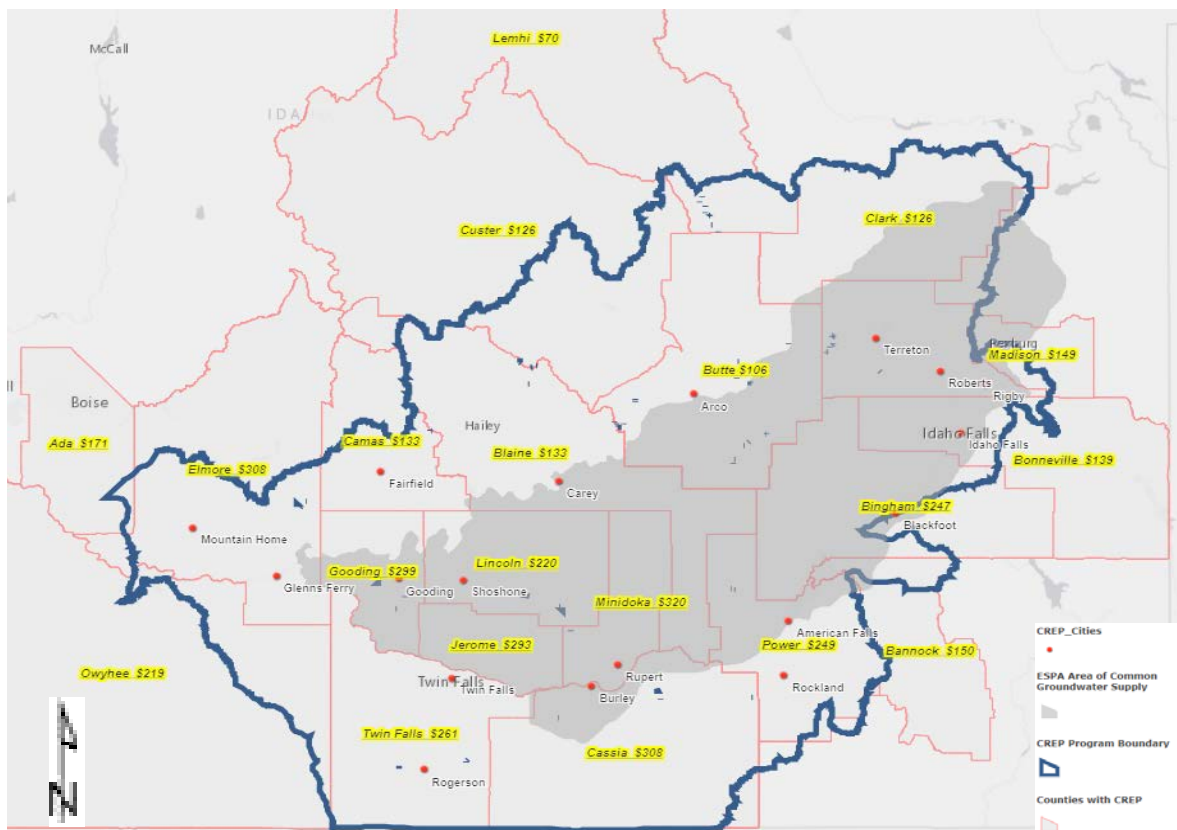 Lemhi $70
McCall
IDA
Clark $126
Custer $126
Terreton
Rexburg
Madison $149
Butte $106
Roberts
Rigby
Arco
Boise
Hailey
Ada $171
Camas $133
Blaine $133
Idaho Falls
Idaho Falls
Bonneville $139
Elmore $308
Fairfield
Carey
Bingham $247
Blackfoot
Mountain Home
Gooding $299
Lincoln $220
Glenns Ferry
Gooding
Shoshone
Minidoka $320
American Falls
Jerome $293
Power $249
Bannock $150
Owyhee $219
Rupert
Twin Falls
Twin Falls
Burley
Rockland
Twin Falls $261
Cassia $308
Rogerson
N
CREP_Cities
ESPA Area of Common
Groundwater Supply
CREP Program Boundary
Counties with CREP